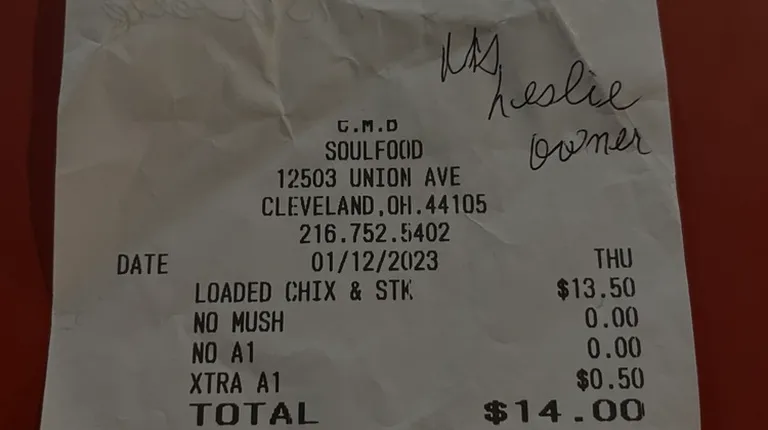 Ms
Leslie
owner
G.M.D
SOULFOOD
12503 UNION AVE
CLEVELAND,OH.44105
216.752.5402
DATE 01/12/2023 THU
LOADED CHIX & STK $13.50
NO MUSH 0.00
NO A1 0.00
XTRA A1 $0.50
TOTAL $14.00